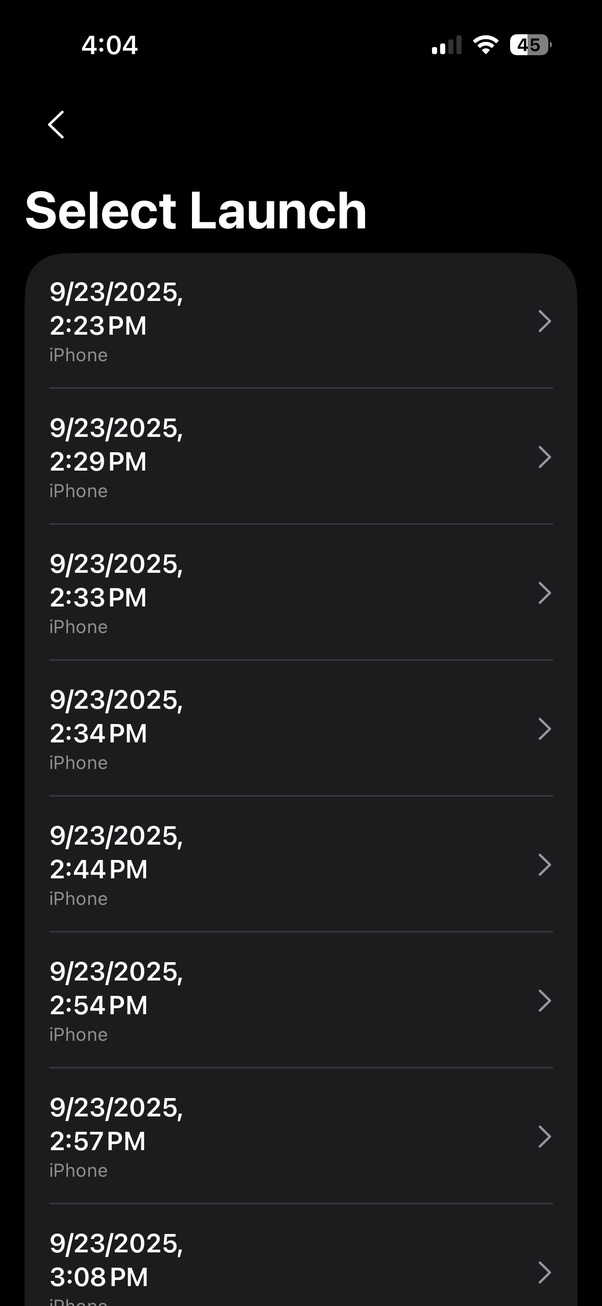 4:04
45
Select Launch
9/23/2025,
2:23 PM
iPhone
9/23/2025,
2:29 PM
iPhone
9/23/2025,
2:33 PM
iPhone
9/23/2025,
2:34 PM
iPhone
9/23/2025,
2:44 PM
iPhone
9/23/2025,
2:54 PM
iPhone
9/23/2025,
2:57 PM
iPhone
9/23/2025,
3:08 PM
iPhone